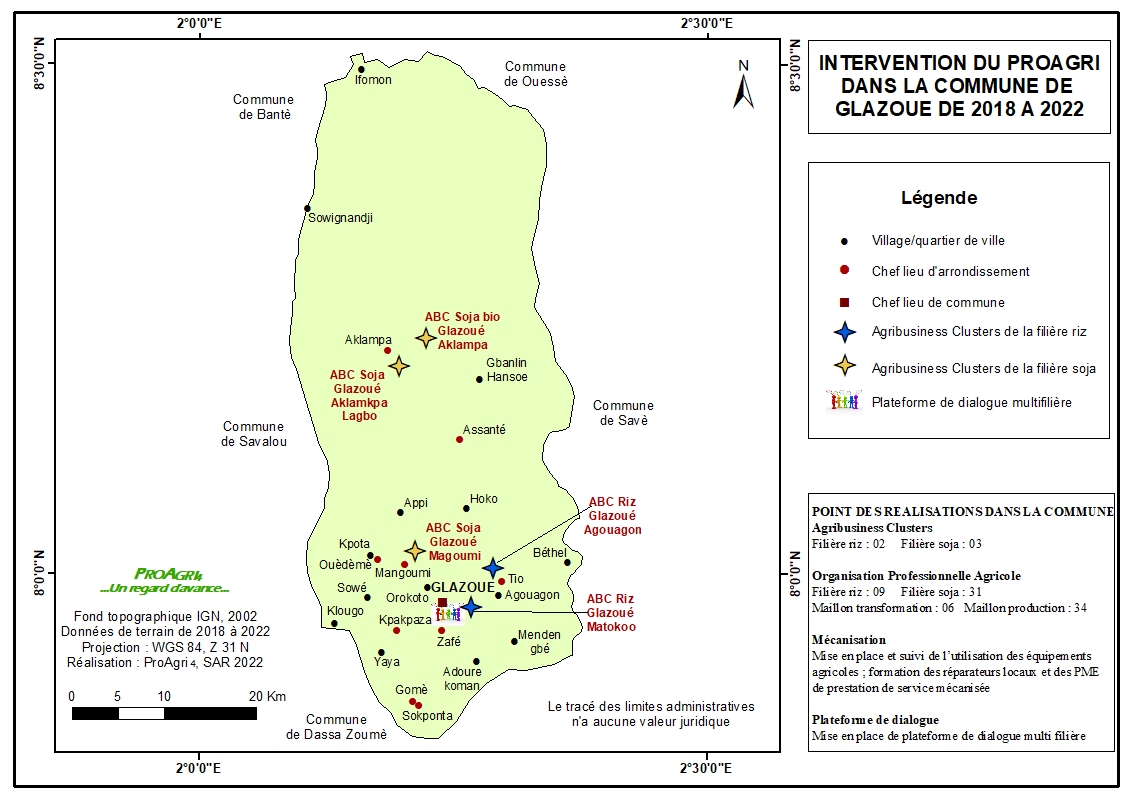 2°0'0"E
2°30'0"E
8°30'0"N
8°30'0"N
N
Commune
de Ouessè
Commune
de Bantè
Ifomon
Sowignandji
ABC Soja bio
Glazoué
Aklampa
Aklampa
ABC Soja
Glazoué
Aklamkpa
Lagbo
Gbanlin
Hansoe
Commune
de Savè
Commune
de Savalou
Assanté
Appi
Hoko
ABC Riz
Glazoué
Agouagon
ABC Soja
Glazoué
Magoumi
Kpota
Ouèdèmè
Mangoumi
Béthel
Tio
Sowé
Orokoto
GLAZOUE
Agouagon
Klougo
Kpakpaza
ABC Riz
Glazoué
Matokoo
Zafé
Menden
gbé
Yaya
Adoure
koman
Gomè
Sokponta
Commune
de Dassa Zoumè
8°0'0"N
8°0'0"N
PROAGRI4
...Un regard d'avance...
Fond topographique IGN, 2002
Données de terrain de 2018 à 2022
Projection : WGS 84, Z 31 N
Réalisation : ProAgri 4, SAR 2022
0 5 10 20 Km
Le tracé des limites administratives
n'a aucune valeur juridique
2°0'0"E
2°30'0"E
INTERVENTION DU PROAGRI
DANS LA COMMUNE DE
GLAZOUE DE 2018 A 2022
Légende
Village/quartier de ville
Chef lieu d'arrondissement
Chef lieu de commune
Agribusiness Clusters de la filière riz
Agribusiness Clusters de la filière soja
Plateforme de dialogue multifilière
POINT DES REALISATIONS DANS LA COMMUNE
Agribusiness Clusters
Filière riz : 02 Filière soja : 03
Organisation Professionnelle Agricole
Filière riz : 09 Filière soja : 31
Maillon transformation : 06 Maillon production : 34
Mécanisation
Mise en place et suivi de l'utilisation des équipements
agricoles ; formation des réparateurs locaux et des PME
de prestation de service mécanisée
Plateforme de dialogue
Mise en place de plateforme de dialogue multi filière